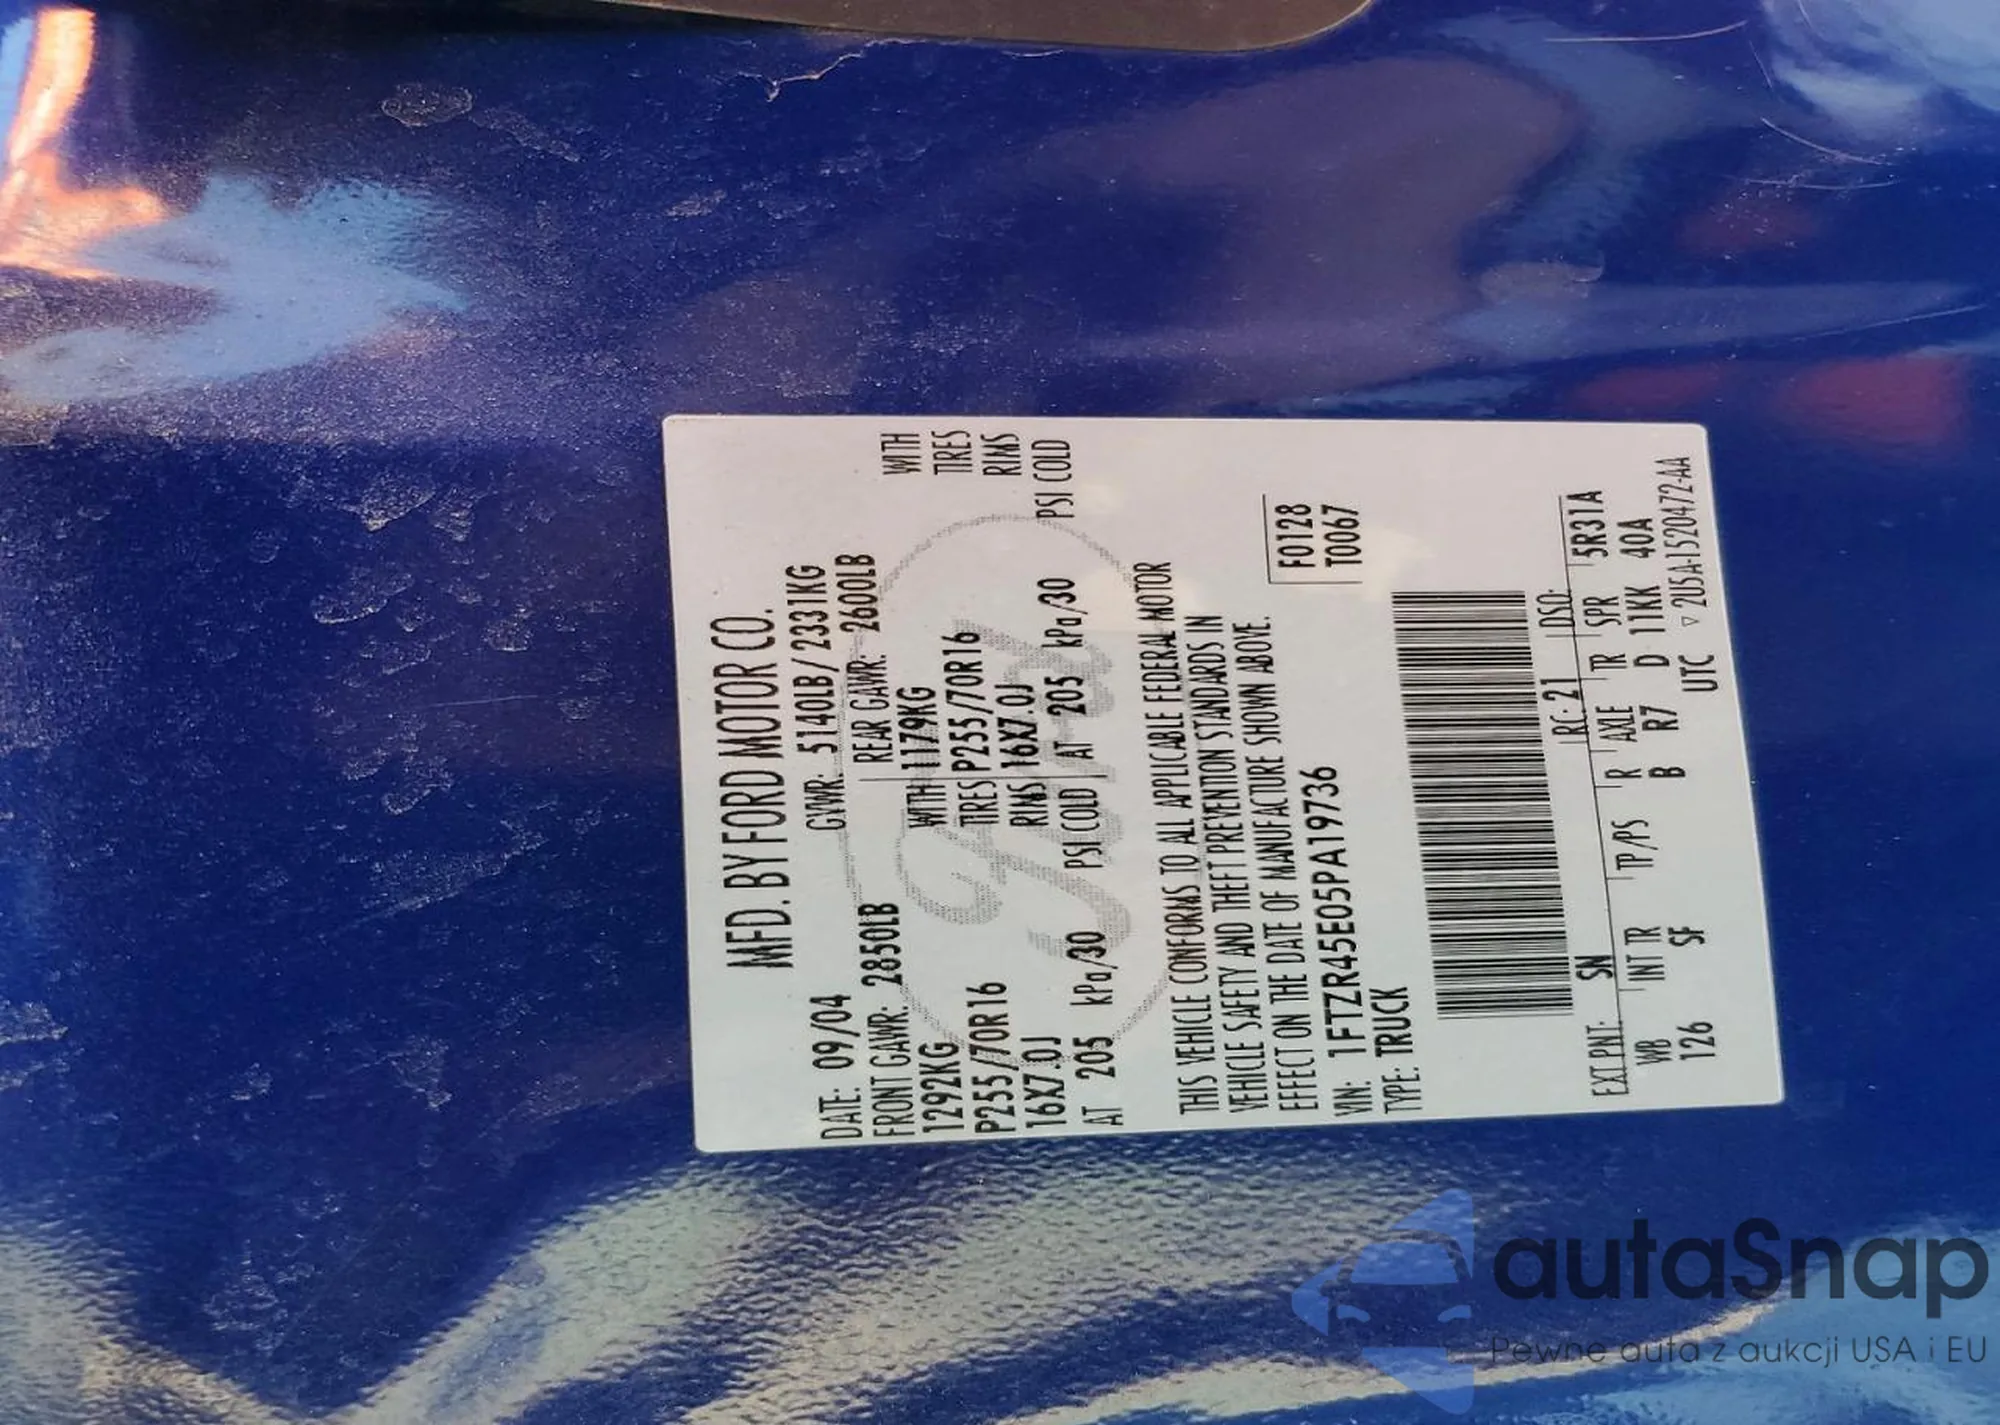 MFD. BY FORD MOTOR CO.
DATE: 09/04 GVWR: 5140LB/2331KG
FRONT GAWR: 2850LB REAR GAWR: 2600LB
1292KG WITH 1179KG WITH
P255/70R16 TIRES P255/70R16 TIRES
16X7.0J RIMS 16X7.0J RIMS
AT 205 kPa/30 PSI COLD AT 205 kPa/30 PSI COLD
THIS VEHICLE CONFORMS TO ALL APPLICABLE FEDERAL MOTOR
VEHICLE SAFETY AND THEFT PREVENTION STANDARDS IN
EFFECT ON THE DATE OF MANUFACTURE SHOWN ABOVE.
VIN: 1FTZR45E05PA19736 F0128
TYPE: TRUCK T0067
EXT PNT: SN RC: 21 DSO:
WB INT TR TP/PS R AXLE TR SPR 5R31A
126 SF B R7 D 11KK 40A
UTC ▽ 2U5A-1520472-AA
Ford
autaSnap
Pewne auta z aukcji USA i EU